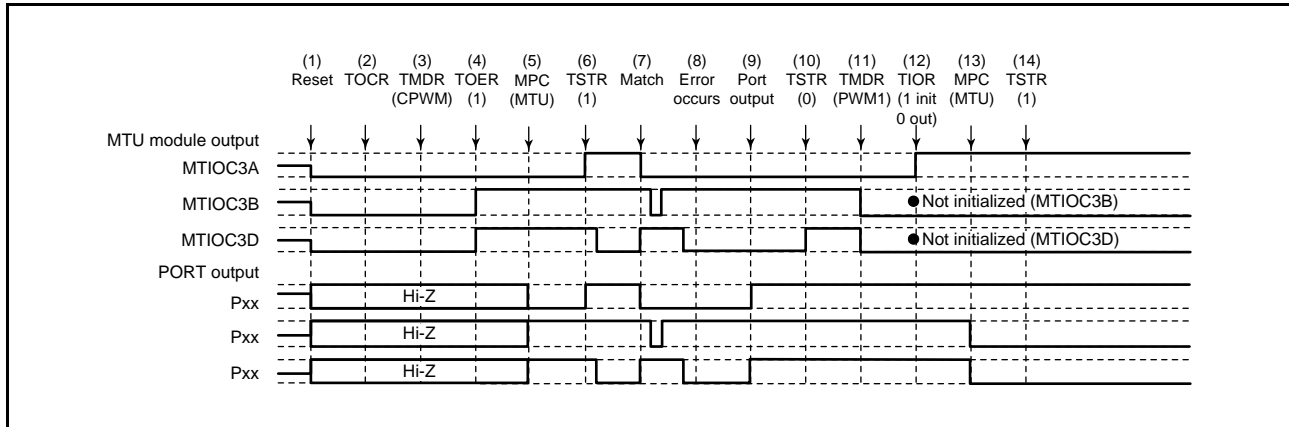 (1) (2) (3) (4) (5) (6) (7) (8) (9) (10) (11) (12) (13) (14)
Reset TOCR TMDR TOER MPC TSTR Match Error Port TSTR TMDR TIOR MPC TSTR
(CPWM) (1) (MTU) (1) occurs output (0) (PWM1) (1 init (MTU) (1)
0 out)
MTU module output
MTIOC3A
MTIOC3B Not initialized (MTIOC3B)
MTIOC3D Not initialized (MTIOC3D)
PORT output
Pxx Hi-Z
Pxx Hi-Z
Pxx Hi-Z